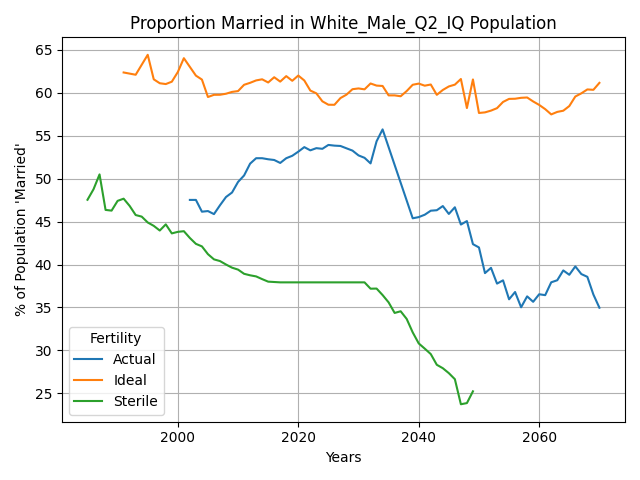 Proportion Married in White_Male_Q2_IQ Population
% of Population 'Married'
65
60
55
50
45
40
35
30
25
Fertility
Actual
Ideal
Sterile
2000 2020 2040 2060
Years